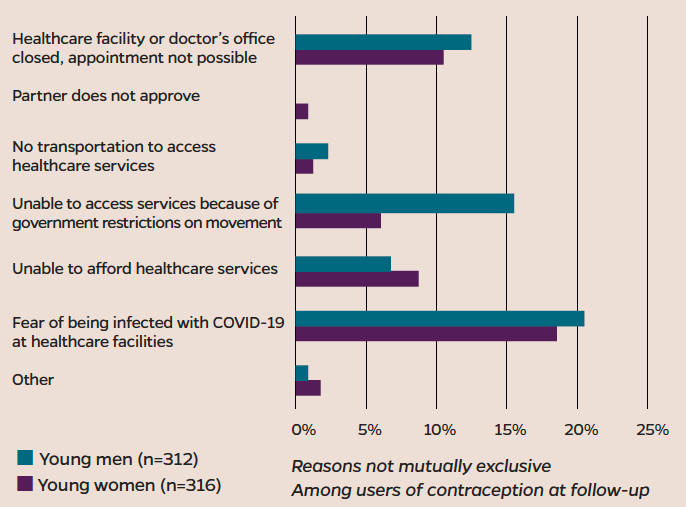 Healthcare facility or doctor's office
closed, appointment not possible
Partner does not approve
No transportation to access
healthcare services
Unable to access services because of
government restrictions on movement
Unable to afford healthcare services
Fear of being infected with COVID-19
at healthcare facilities
Other
0% 5% 10% 15% 20% 25%
Young men (n=312)
Young women (n=316)
Reasons not mutually exclusive
Among users of contraception at follow-up